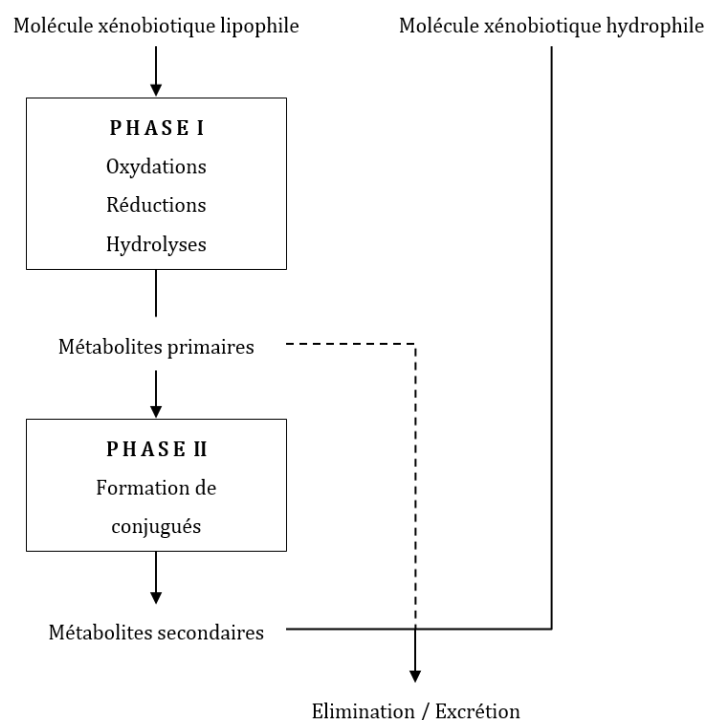 Molécule xénobiotique lipophile
Molécule xénobiotique hydrophile
PHASE I
Oxydations
Réductions
Hydrolyses
Métabolites primaires
PHASE II
Formation de
conjugués
Métabolites secondaires
Elimination / Excrétion